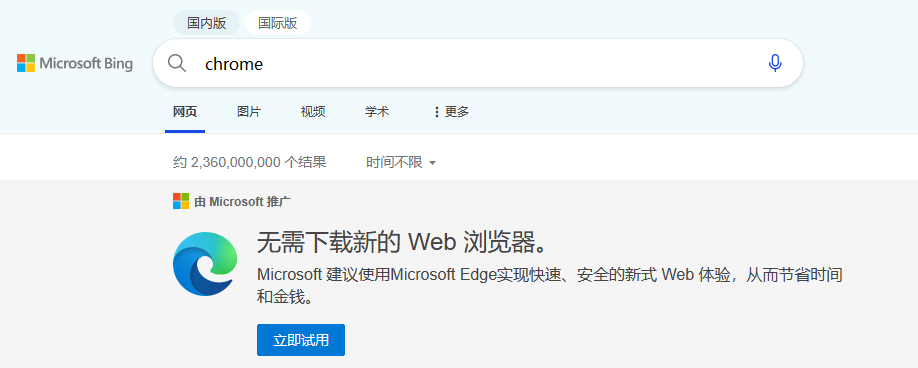 国内版 国际版
Microsoft Bing
chrome
网页 图片 视频 学术 更多
约 2,360,000,000 个结果 时间不限
由 Microsoft 推广
无需下载新的 Web 浏览器。
Microsoft 建议使用Microsoft Edge实现快速、安全的新式 Web 体验，从而节省时间
和金钱。
立即试用